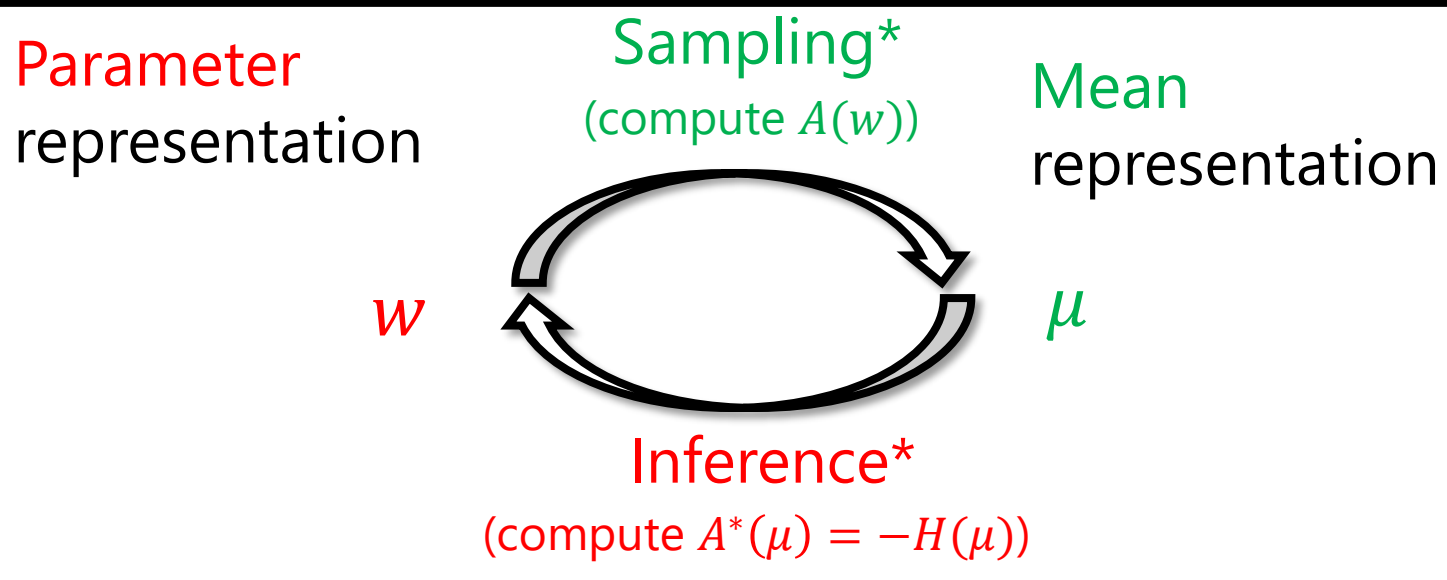 Parameter
representation
Sampling*
(compute A(w))
Mean
representation
w
μ
Inference*
(compute A*(μ) = −H(μ))